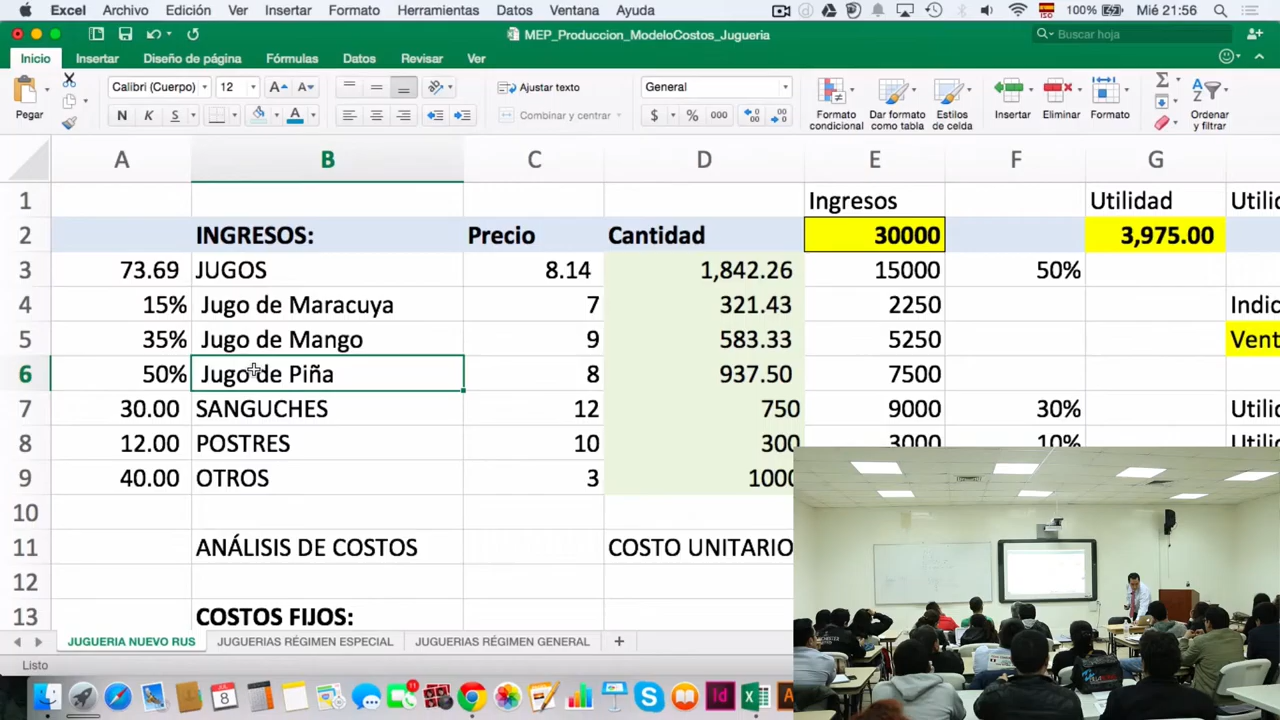 Excel Archivo Edición Ver Insertar Formato Herramientas Datos Ventana Ayuda ISO 100% Mié 21:56
MEP_Produccion_ModeloCostos_Jugueria Buscar hoja
Inicio Insertar Diseño de página Fórmulas Datos Revisar Ver
Pegar Calibri (Cuerpo) 12 A A Ajustar texto General Formato condicional Dar formato como tabla Estilos de celda Insertar Eliminar Formato Ordenar y filtrar
N K S A Combinar y centrar $ % 000
A B C D E F G
1 Ingresos Utilidad
2 INGRESOS: Precio Cantidad 30000 3,975.00
3 73.69 JUGOS 8.14 1,842.26 15000 50%
4 15% Jugo de Maracuya 7 321.43 2250
5 35% Jugo de Mango 9 583.33 5250
6 50% Jugo de Piña 8 937.50 7500
7 30.00 SANGUCHES 12 750 9000 30%
8 12.00 POSTRES 10 300 3000 10%
9 40.00 OTROS 3 1000
10
11 ANÁLISIS DE COSTOS COSTO UNITARIO
12
13 COSTOS FIJOS:
JUGUERIA NUEVO RUS JUGUERIAS RÉGIMEN ESPECIAL JUGUERÍAS RÉGIMEN GENERAL +
Listo